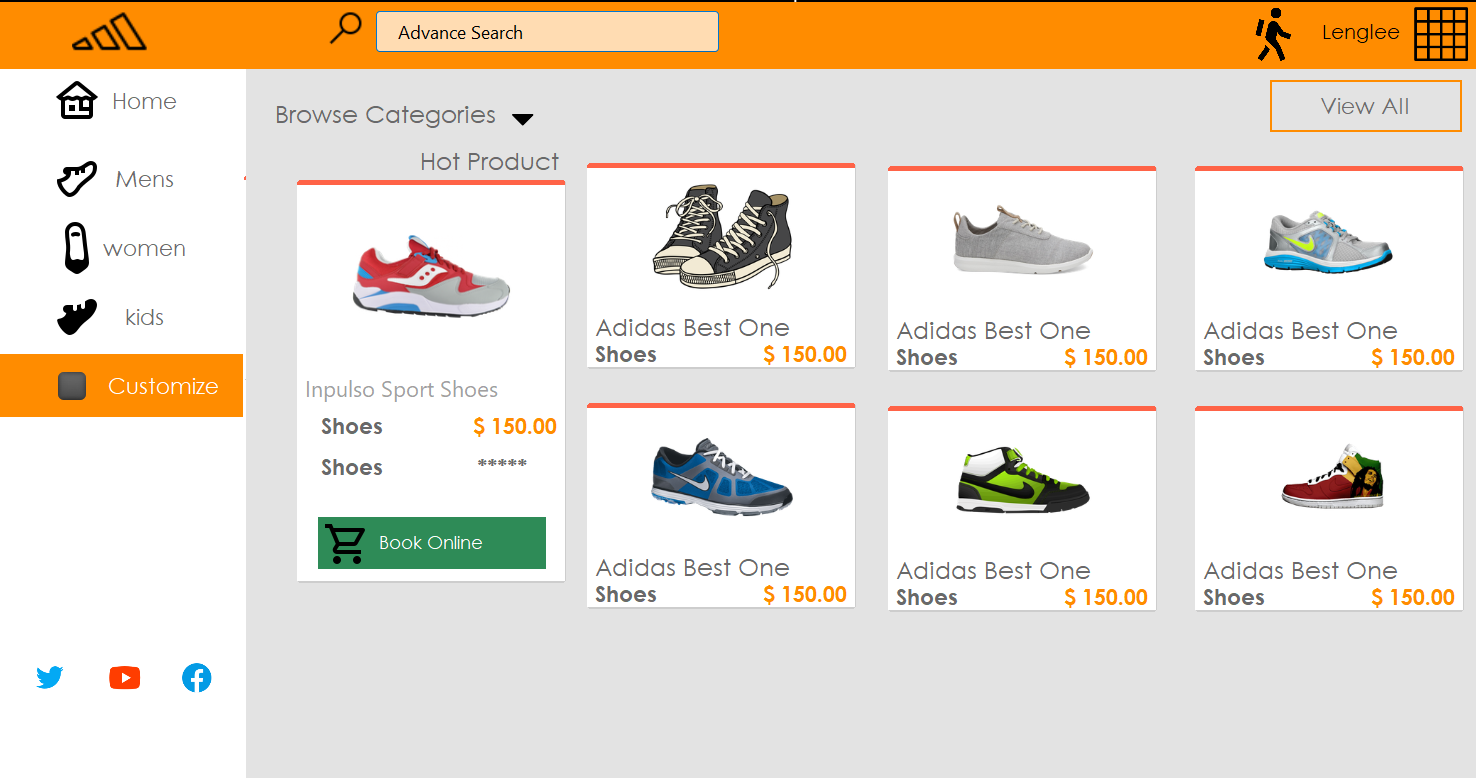 Advance Search
Lenglee
Home
Mens
women
kids
Customize
Browse Categories
View All
Hot Product
Inpulso Sport Shoes
Shoes $ 150.00
Shoes *****
Book Online
Adidas Best One
Shoes $ 150.00
Adidas Best One
Shoes $ 150.00
Adidas Best One
Shoes $ 150.00
Adidas Best One
Shoes $ 150.00
Adidas Best One
Shoes $ 150.00
Adidas Best One
Shoes $ 150.00